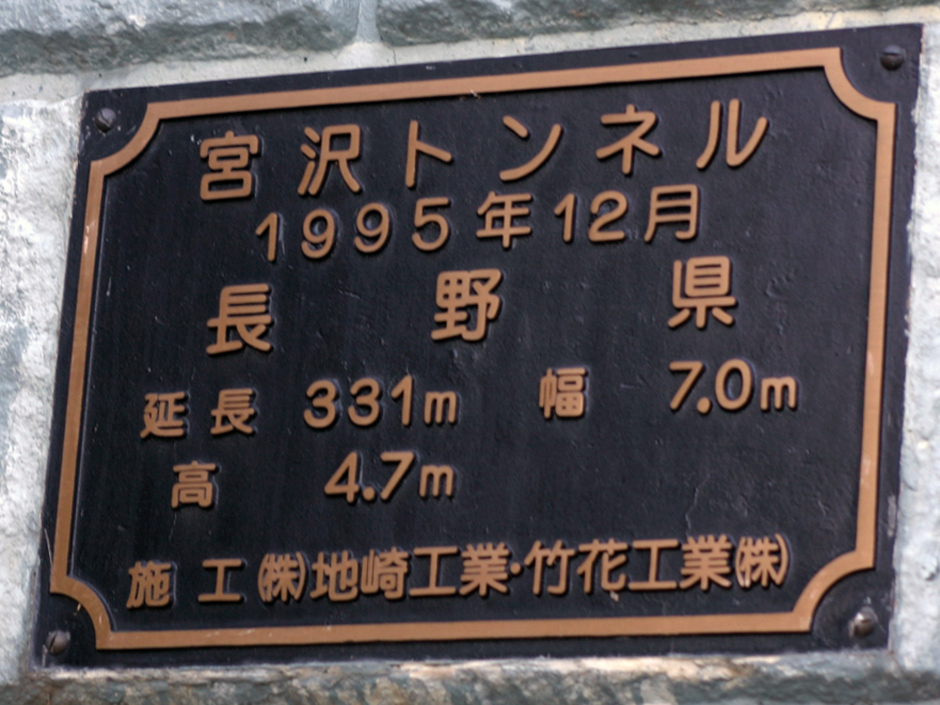 宮沢トンネル
1995年12月
長野県
延長 331m 幅 7.0m
高 4.7m
施工 ㈱地崎工業・竹花工業㈱